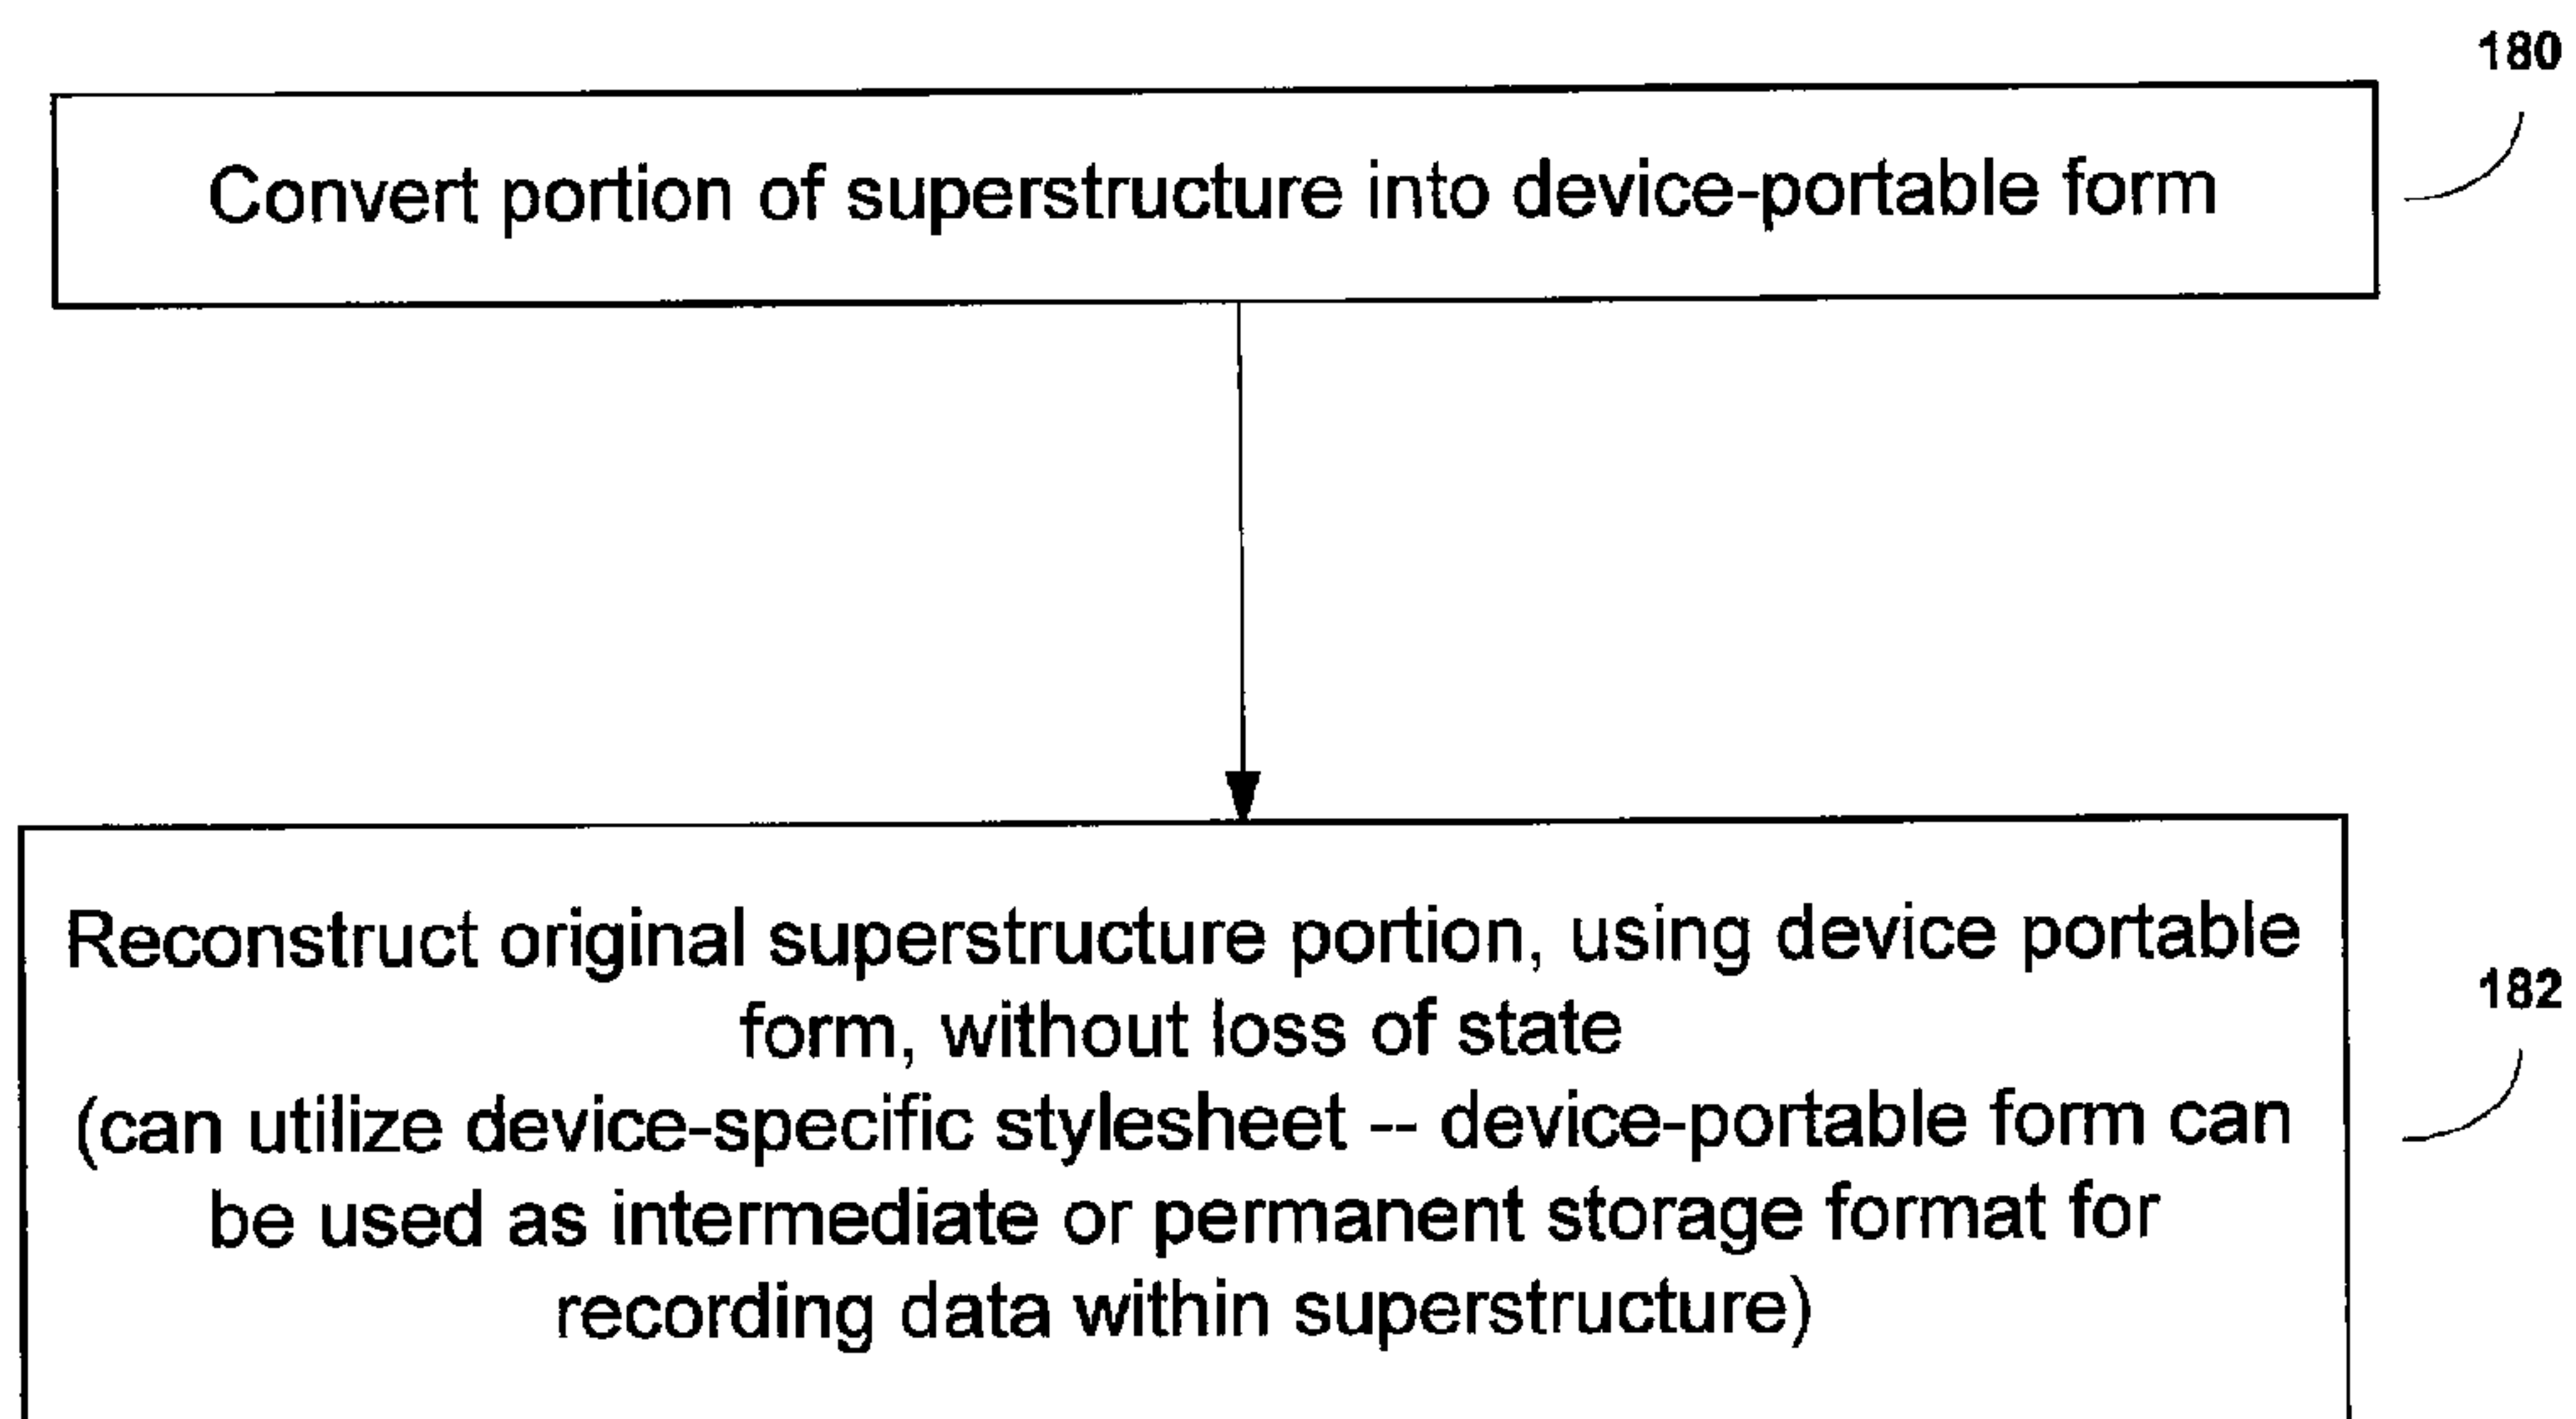 180
Convert portion of superstructure into device-portable form
Reconstruct original superstructure portion, using device portable
form, without loss of state
182
(can utilize device-specific stylesheet -- device-portable form can
be used as intermediate or permanent storage format for
recording data within superstructure)